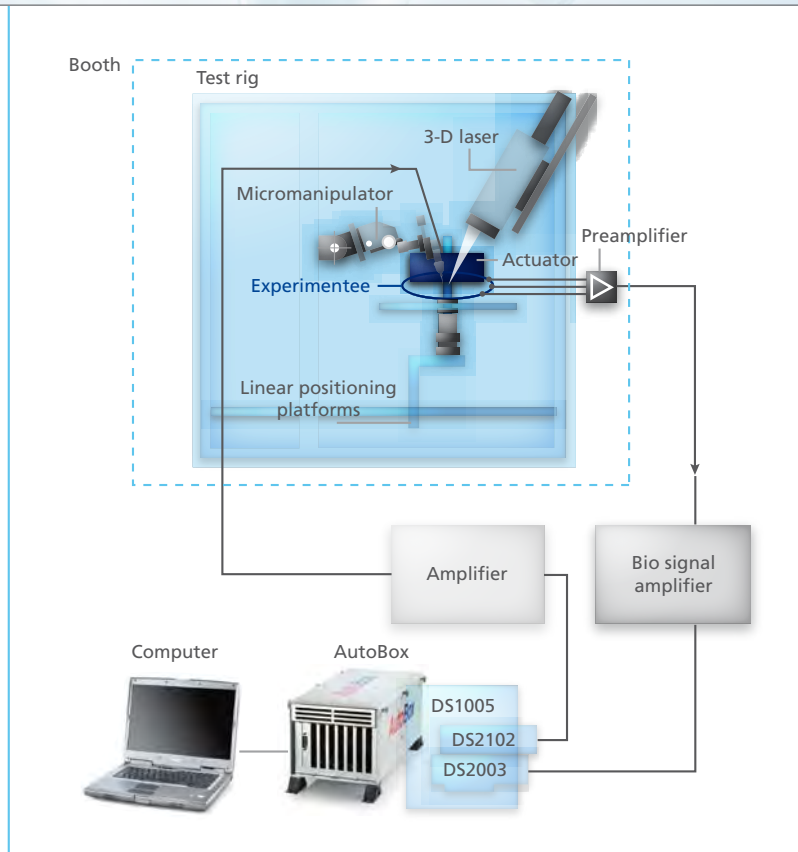 Booth
Test rig
3-D laser
Micromanipulator
Preamplifier
Actuator
Experimentee
Linear positioning
platforms
Amplifier
Bio signal
amplifier
Computer
AutoBox
DS1005
AutoBox
DS2102
DS2003